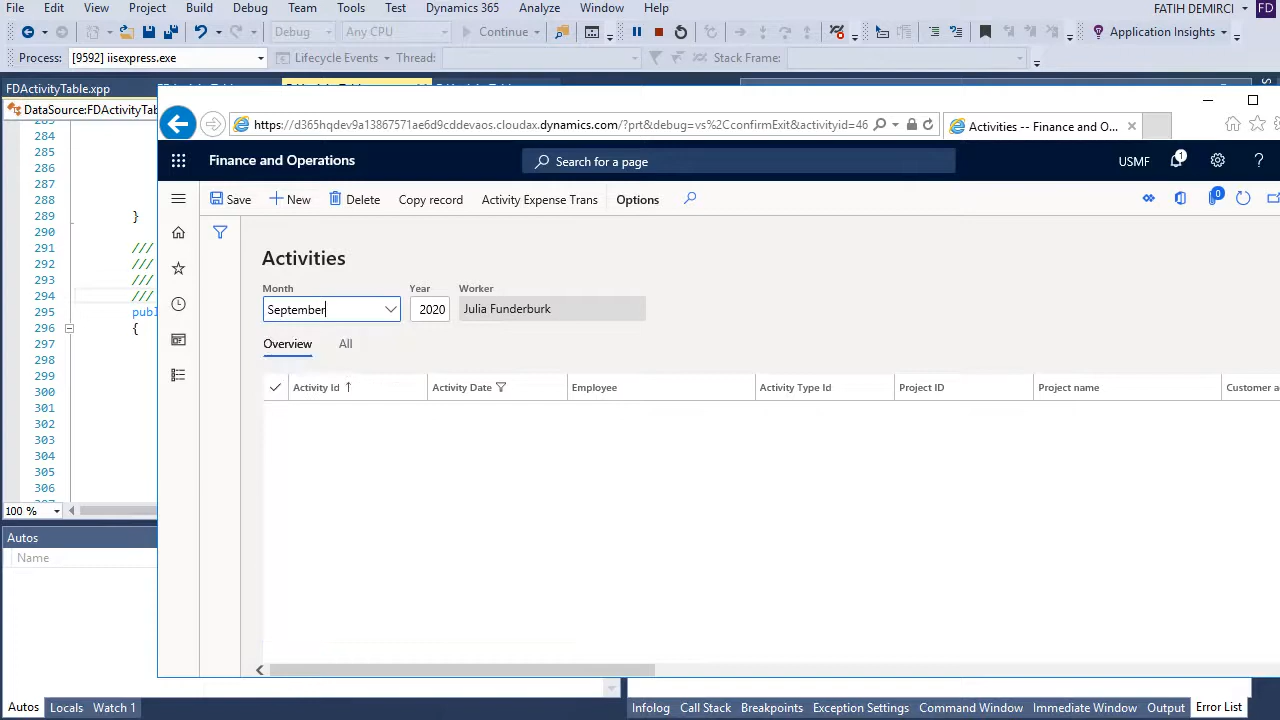 File Edit View Project Build Debug Team Tools Test Dynamics 365 Analyze Window Help FATIH DEMIRCI FD
Debug Any CPU Continue Application Insights
Process: [9592] iisexpress.exe Lifecycle Events Thread: Stack Frame:
FDActivityTable.xpp
DataSource:FDActivityTab
https://d365hqdev9a13867571ae6d9cddevaos.cloudax.dynamics.com/?prt&debug=vs%2CconfirmExit&activityid=46 Activities -- Finance and O...
Finance and Operations Search for a page USMF 1 ?
Save New Delete Copy record Activity Expense Trans Options 0
Activities
Month Year Worker
September 2020 Julia Funderburk
Overview All
Activity Id Activity Date Employee Activity Type Id Project ID Project name Customer a
284
285
286
287
288
289 }
290
291 ///
292 ///
293 ///
294 ///
295 publ
296 {
297
298
299
300
301
302
303
304
305
306
100 %
Autos
Name
Autos Locals Watch 1
Infolog Call Stack Breakpoints Exception Settings Command Window Immediate Window Output Error List